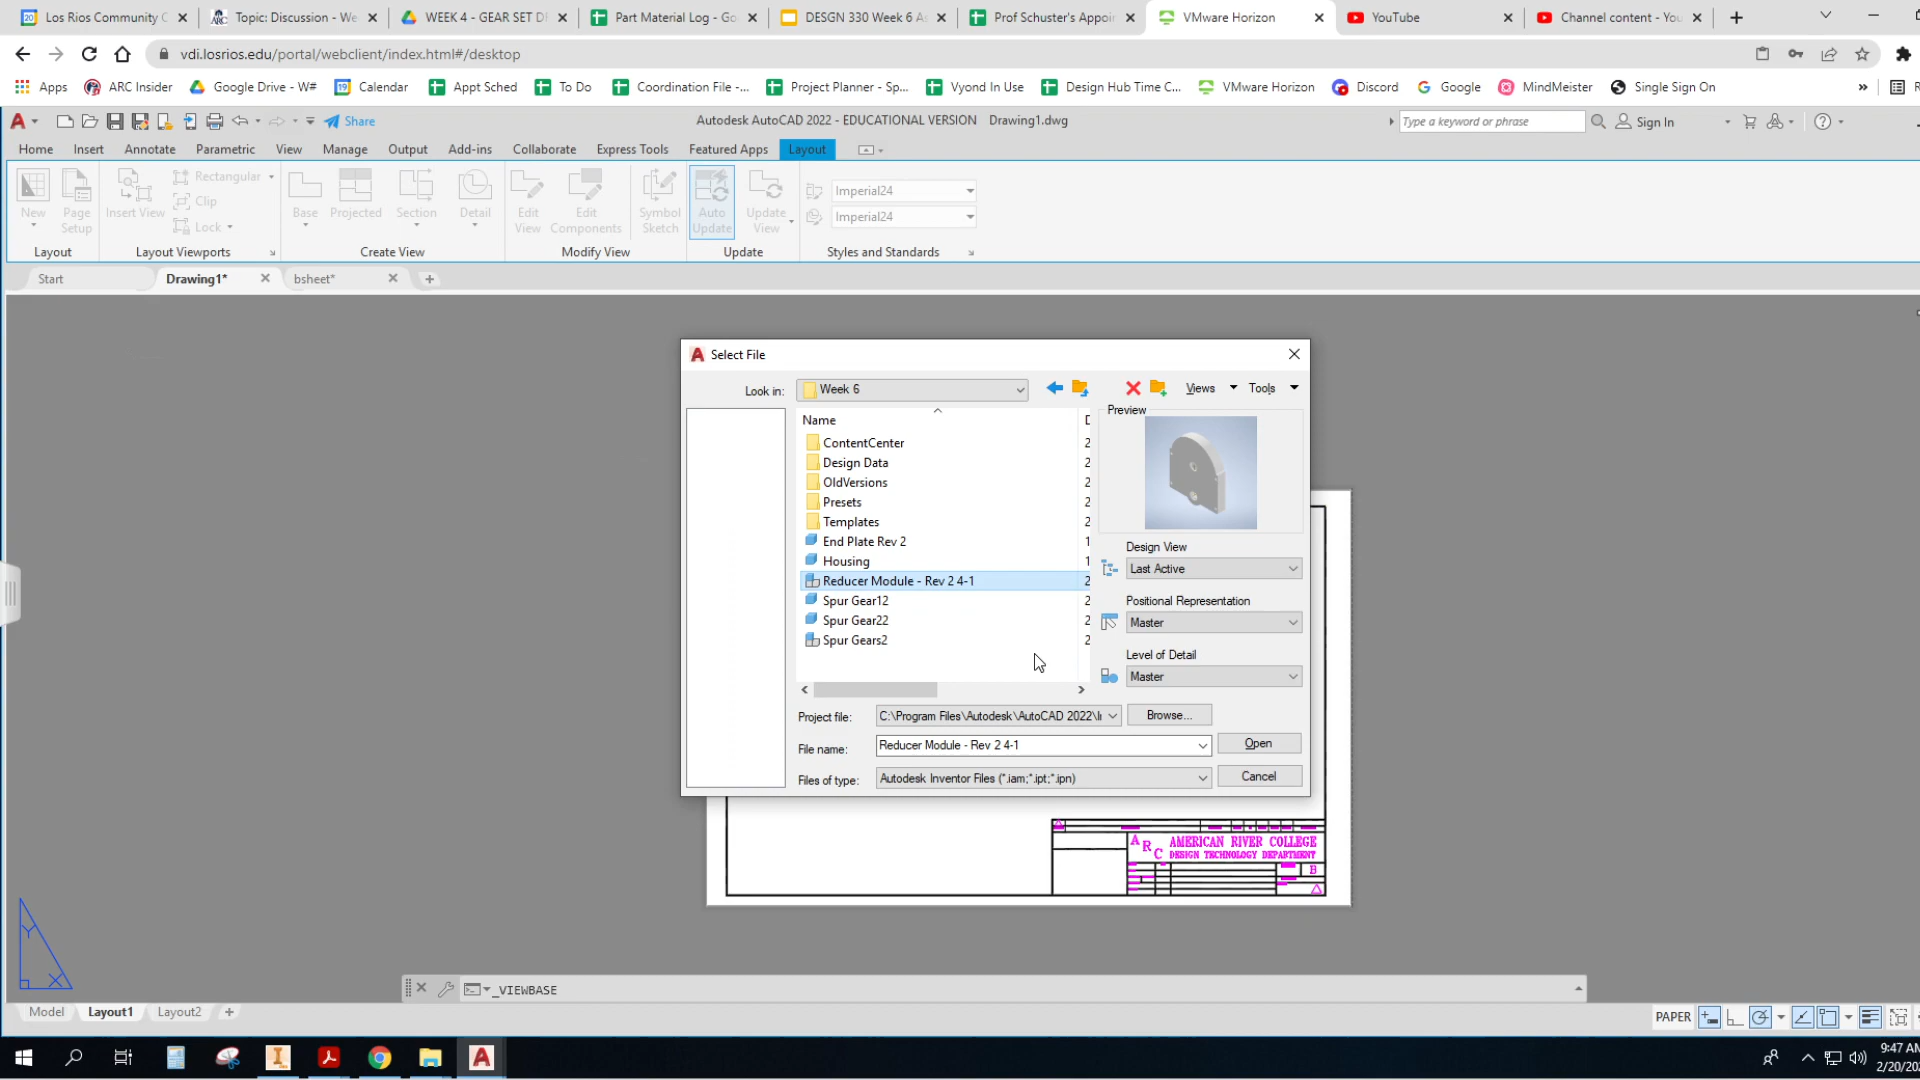 Los Rios Community C
Topic: Discussion - We
WEEK 4 - GEAR SET D
Part Material Log - Go
DESGN 330 Week 6 As
Prof Schuster's Appoin
VMware Horizon
YouTube
Channel content - You
vdi.losrios.edu/portal/webclient/index.html#/desktop
Apps
ARC Insider
Google Drive - W#
Calendar
Appt Sched
To Do
Coordination File -...
Project Planner - Sp...
Vyond In Use
Design Hub Time C...
VMware Horizon
Discord
Google
MindMeister
Single Sign On
»
Share
Autodesk AutoCAD 2022 - EDUCATIONAL VERSION Drawing1.dwg
Type a keyword or phrase
Sign In
Home
Insert
Annotate
Parametric
View
Manage
Output
Add-ins
Collaborate
Express Tools
Featured Apps
Layout
New
Page Setup
Insert View
Rectangular
Clip
Lock
Base
Projected
Section
Detail
Edit View
Edit Components
Symbol Sketch
Auto Update
Update View
Imperial24
Imperial24
Layout
Layout Viewports
Create View
Modify View
Update
Styles and Standards
Start
Drawing1*
bsheet*
Select File
Look in:
Week 6
Views
Tools
Name
Preview
ContentCenter
Design Data
OldVersions
Presets
Templates
End Plate Rev 2
Housing
Reducer Module - Rev 2 4-1
Spur Gear12
Spur Gear22
Spur Gears2
Design View
Last Active
Positional Representation
Master
Level of Detail
Master
Project file:
C:\Program Files\Autodesk\AutoCAD 2022\Ir
Browse...
File name:
Reducer Module - Rev 2 4-1
Open
Files of type:
Autodesk Inventor Files (*.iam;*.ipt;*.ipn)
Cancel
ARC
AMERICAN RIVER COLLEGE
DESIGN TECHNOLOGY DEPARTMENT
B
Y
X
_VIEWBASE
Model
Layout1
Layout2
PAPER
9:47 AM
2/20/20